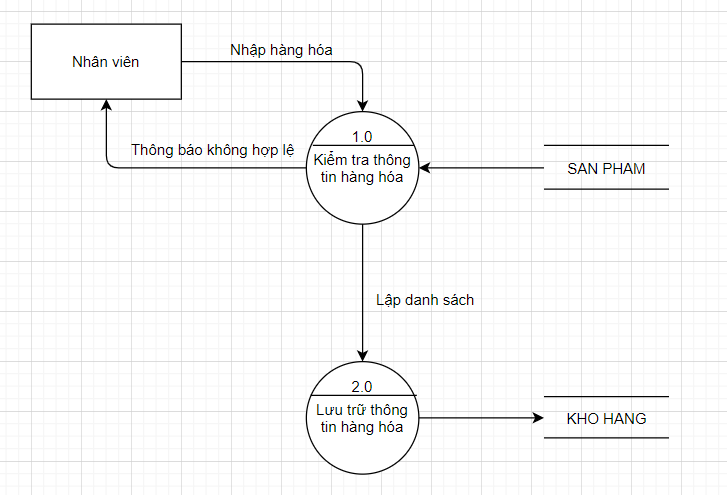 Nhân viên
Nhập hàng hóa
Thông báo không hợp lệ
1.0
Kiểm tra thông
tin hàng hóa
SAN PHAM
Lập danh sách
2.0
Lưu trữ thông
tin hàng hóa
KHO HANG